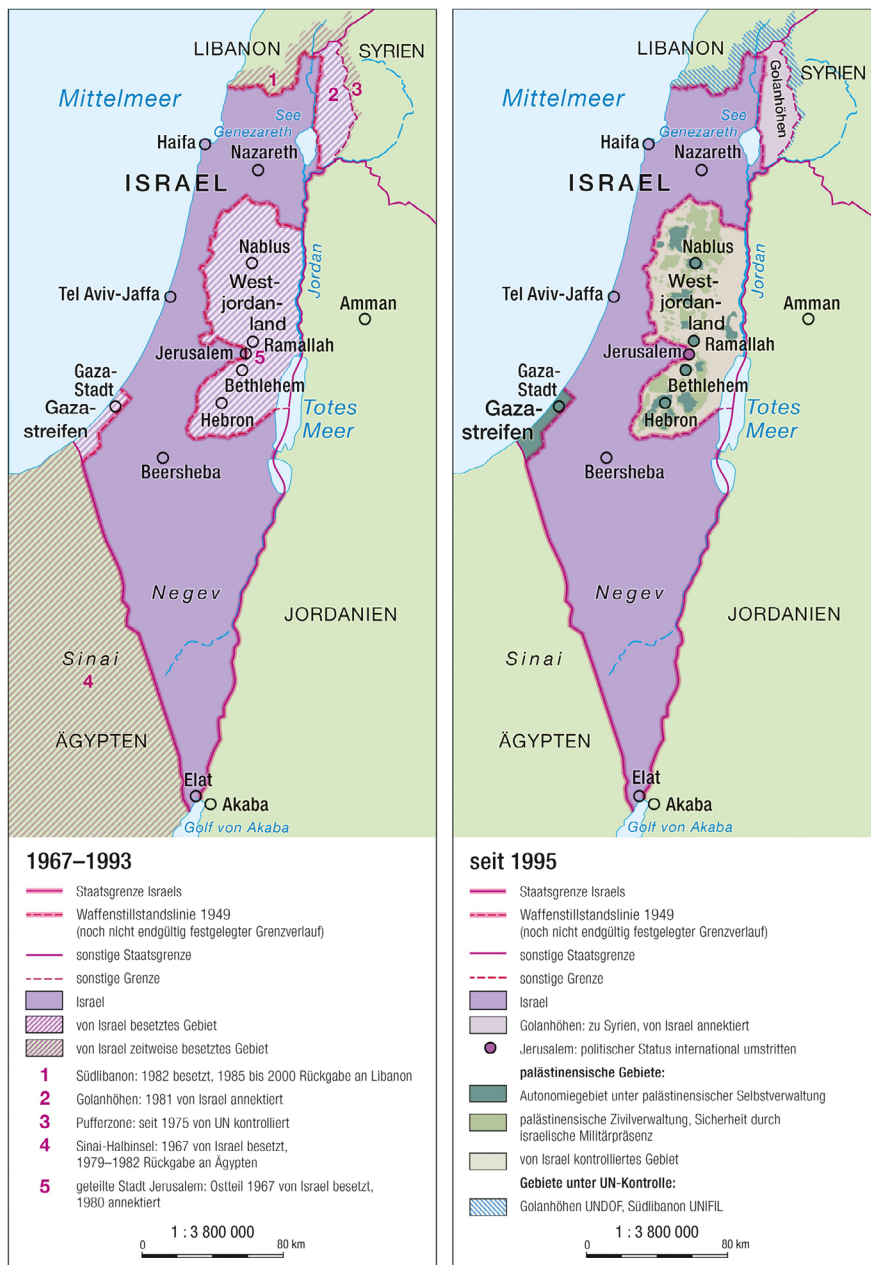 LIBANON
SYRIEN
1
2
3
Mittelmeer
See
Genezareth
Haifa
Nazareth
ISRAEL
Nablus
West-
jordan-
land
Jordan
Tel Aviv-Jaffa
Amman
Ramallah
Jerusalem
5
Bethlehem
Gaza-
Stadt
Gaza-
streifen
Hebron
Totes
Meer
Beersheba
Negev
JORDANIEN
Sinai
4
ÄGYPTEN
Elat
Akaba
Golf von Akaba
1967–1993
Staatsgrenze Israels
Waffenstillstandslinie 1949
(noch nicht endgültig festgelegter Grenzverlauf)
sonstige Staatsgrenze
sonstige Grenze
Israel
von Israel besetztes Gebiet
von Israel zeitweise besetztes Gebiet
1 Südlibanon: 1982 besetzt, 1985 bis 2000 Rückgabe an Libanon
2 Golanhöhen: 1981 von Israel annektiert
3 Pufferzone: seit 1975 von UN kontrolliert
4 Sinai-Halbinsel: 1967 von Israel besetzt,
1979–1982 Rückgabe an Ägypten
5 geteilte Stadt Jerusalem: Ostteil 1967 von Israel besetzt,
1980 annektiert
1 : 3 800 000
0 80 km
LIBANON
SYRIEN
Golanhöhen
Mittelmeer
See
Genezareth
Haifa
Nazareth
ISRAEL
Nablus
West-
jordan-
land
Jordan
Tel Aviv-Jaffa
Amman
Ramallah
Jerusalem
Bethlehem
Gaza-
Stadt
Gaza-
streifen
Hebron
Totes
Meer
Beersheba
Negev
JORDANIEN
Sinai
ÄGYPTEN
Elat
Akaba
Golf von Akaba
seit 1995
Staatsgrenze Israels
Waffenstillstandslinie 1949
(noch nicht endgültig festgelegter Grenzverlauf)
sonstige Staatsgrenze
sonstige Grenze
Israel
Golanhöhen: zu Syrien, von Israel annektiert
Jerusalem: politischer Status international umstritten
palästinensische Gebiete:
Autonomiegebiet unter palästinensischer Selbstverwaltung
palästinensische Zivilverwaltung, Sicherheit durch
israelische Militärpräsenz
von Israel kontrolliertes Gebiet
Gebiete unter UN-Kontrolle:
Golanhöhen UNDOF, Südlibanon UNIFIL
1 : 3 800 000
0 80 km